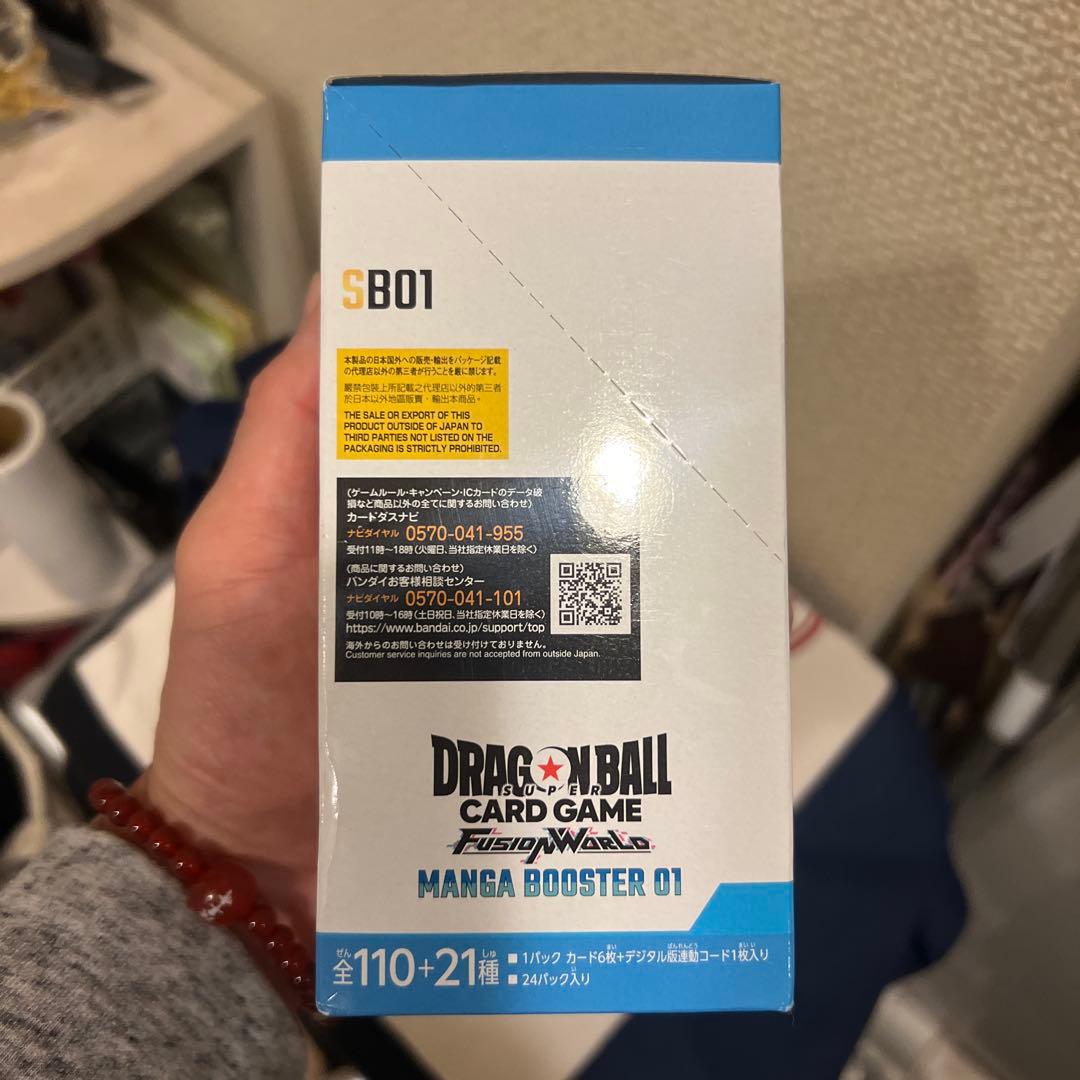 SB01
本製品の日本国外への販売・輸出をパッケージ記載
の代理店以外の第三者が行うことを厳に禁じます。
嚴禁包裝上所記載之代理店以外的第三者
於日本以外地區販賣・輸出本商品。
THE SALE OR EXPORT OF THIS
PRODUCT OUTSIDE OF JAPAN TO
THIRD PARTIES NOT LISTED ON THE
PACKAGING IS STRICTLY PROHIBITED.
(ゲームルール・キャンペーン・ICカードのデータ破
損など商品以外の全てに関するお問い合わせ)
カードダスナビ
ナビダイヤル 0570-041-955
受付11時～18時(火曜日、当社指定休業日を除く)
(商品に関するお問い合わせ)
バンダイお客様相談センター
ナビダイヤル 0570-041-101
受付10時～16時(土日祝日、当社指定休業日を除く)
https://www.bandai.co.jp/support/top
海外からのお問い合わせは受け付けておりません。
Customer service inquiries are not accepted from outside Japan.
DRAGON BALL
SUPER
CARD GAME
FUSION WORLD
MANGA BOOSTER 01
全110+21種
■ 1パック カード6枚+デジタル版連動コード1枚入り
■ 24パック入り